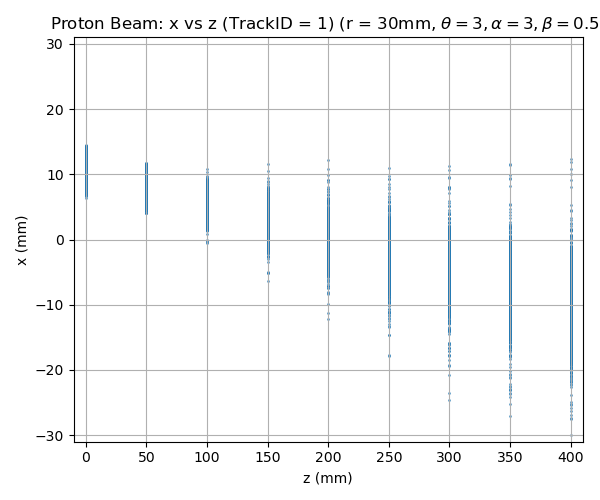 Proton Beam: x vs z (TrackID = 1) (r = 30mm, θ = 3, α = 3, β = 0.5
30
20
10
0
−10
−20
−30
x (mm)
0 50 100 150 200 250 300 350 400
z (mm)